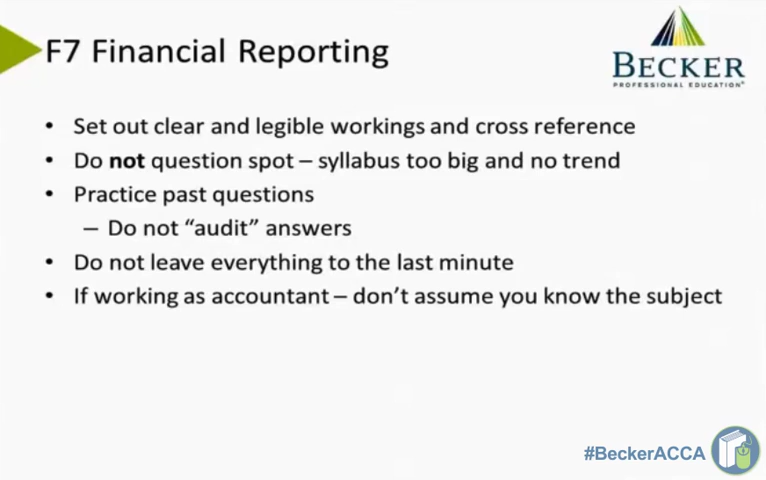 F7 Financial Reporting
BECKER
PROFESSIONAL EDUCATION®
• Set out clear and legible workings and cross reference
• Do not question spot – syllabus too big and no trend
• Practice past questions
– Do not “audit” answers
• Do not leave everything to the last minute
• If working as accountant – don’t assume you know the subject
#BeckerACCA